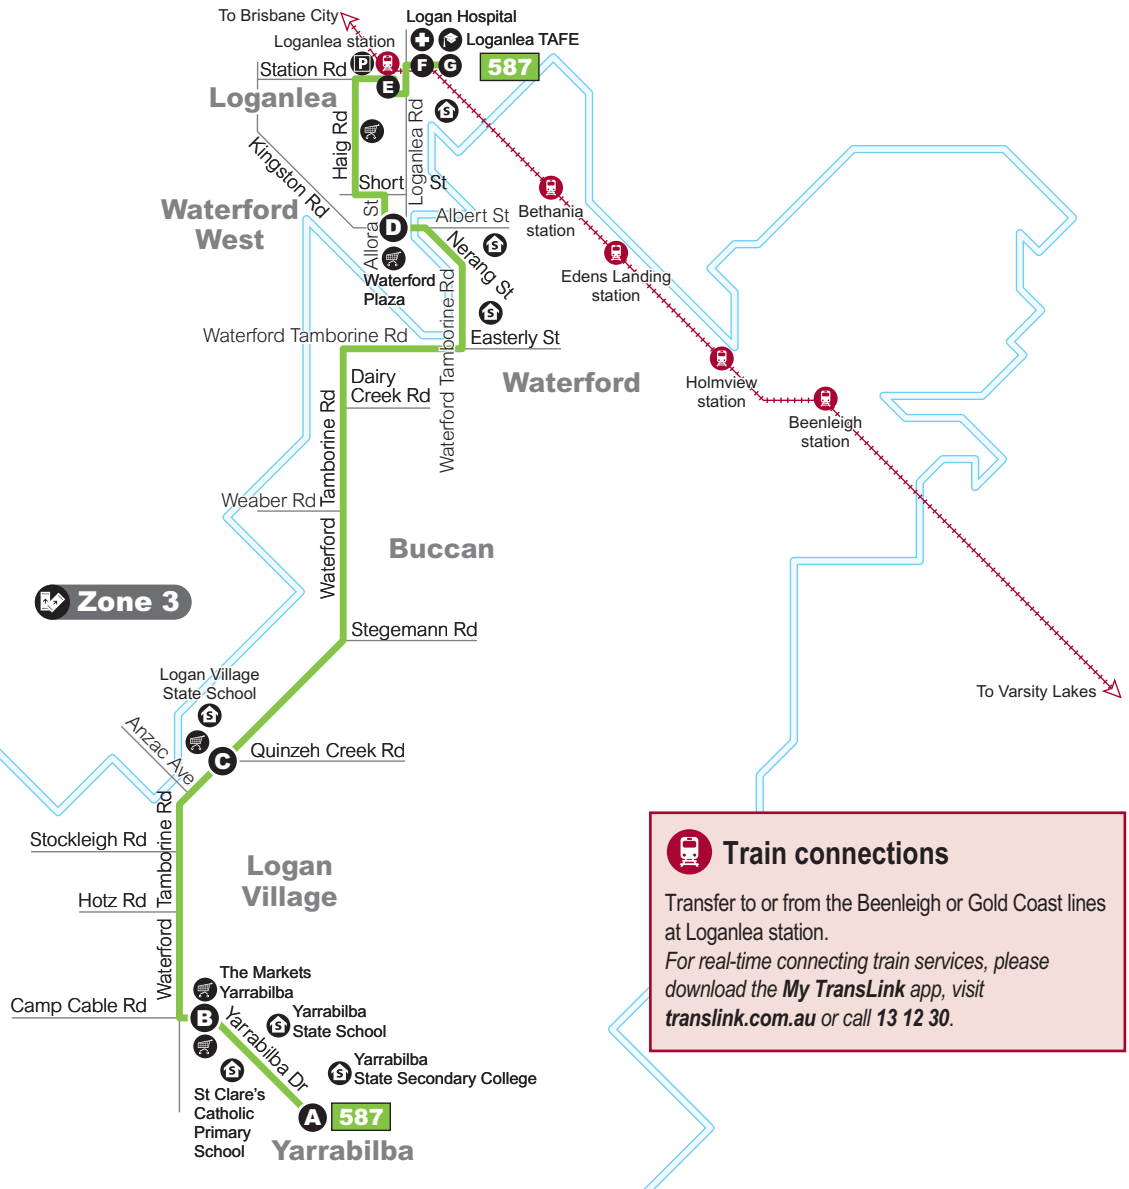 To Brisbane City
Logan Hospital
Loganlea station
Loganlea TAFE
P
F
G
587
Station Rd
E
Loganlea
Haig Rd
Loganlea Rd
S
Kingston Rd
Short St
Waterford
West
Allora St
D
Albert St
Bethania
station
Nerang St
S
Waterford
Plaza
Edens Landing
station
S
Waterford Tamborine Rd
Waterford Tamborine Rd
Easterly St
Waterford
Holmview
station
Dairy
Creek Rd
Beenleigh
station
Waterford Tamborine Rd
Weaber Rd
Buccan
Zone 3
Stegemann Rd
Logan Village
State School
S
To Varsity Lakes
Anzac Ave
C
Quinzeh Creek Rd
Waterford Tamborine Rd
Stockleigh Rd
Logan
Village
Hotz Rd
Train connections
Transfer to or from the Beenleigh or Gold Coast lines
at Loganlea station.
For real-time connecting train services, please
download the My TransLink app, visit
translink.com.au or call 13 12 30.
The Markets
Yarrabilba
Camp Cable Rd
B
Yarrabilba Dr
S
Yarrabilba
State School
S
S
Yarrabilba
State Secondary College
St Clare's
Catholic
Primary
School
A
587
Yarrabilba